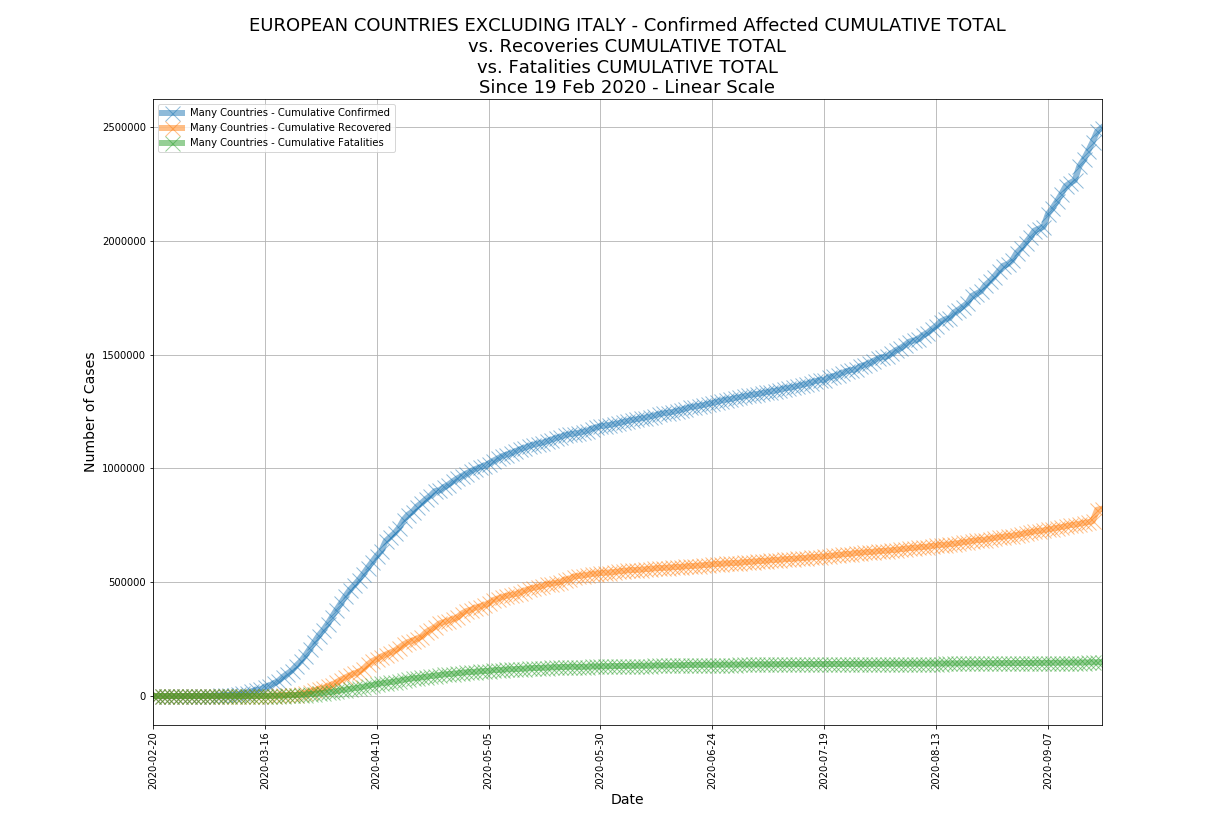 EUROPEAN COUNTRIES EXCLUDING ITALY - Confirmed Affected CUMULATIVE TOTAL
vs. Recoveries CUMULATIVE TOTAL
vs. Fatalities CUMULATIVE TOTAL
Since 19 Feb 2020 - Linear Scale
Many Countries - Cumulative Confirmed
Many Countries - Cumulative Recovered
Many Countries - Cumulative Fatalities
Number of Cases
2500000
2000000
1500000
1000000
500000
0
2020-02-20
2020-03-16
2020-04-10
2020-05-05
2020-05-30
2020-06-24
2020-07-19
2020-08-13
2020-09-07
Date